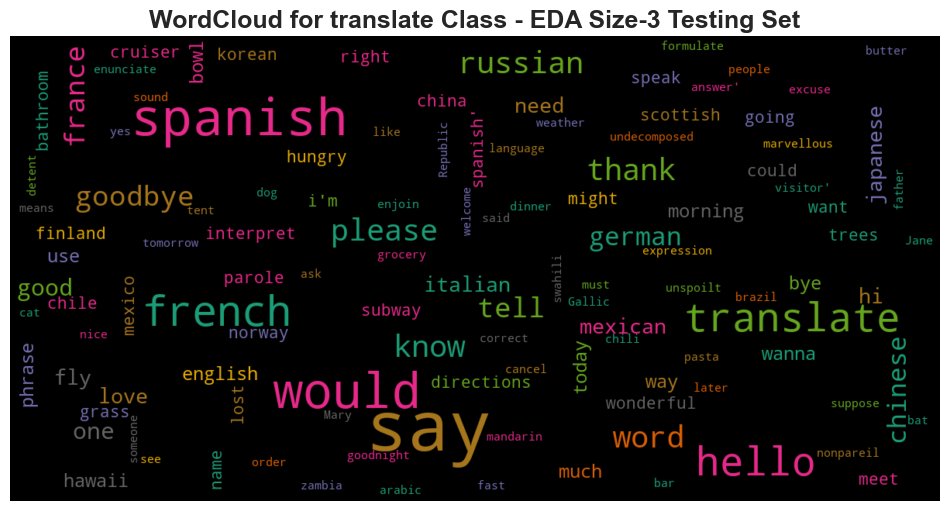 WordCloud for translate Class - EDA Size-3 Testing Set
formulate
butter
cruiser
bowl
korean
right
russian
people
france
enunciate
speak
answer'
excuse
bathroom
sound
spanish
china
need
scottish
going
yes
like
Republic
spanish'
weather
undecomposed
japanese
hungry
language
marvellous
detent
thank
could
father
goodbye
dog
i'm
enjoin
might
visitor'
means
tent
welcome
said
dinner
morning
want
finland
interpret
please
german
trees
Jane
tomorrow
use
grocery
expression
good
parole
ask
italian
swahili
must
unspoilt
bye
hi
chile
mexico
brazil
cat
french
subway
tell
Gallic
mexican
translate
nice
norway
know
correct
chili
phrase
fly
english
directions
cancel
today
pasta
wanna
chinese
love
lost
would
way
later
grass
say
wonderful
suppose
one
someone
Mary
mandarin
word
bat
see
goodnight
hello
nonpareil
hawaii
name
order
much
meet
zambia
arabic
fast
bar